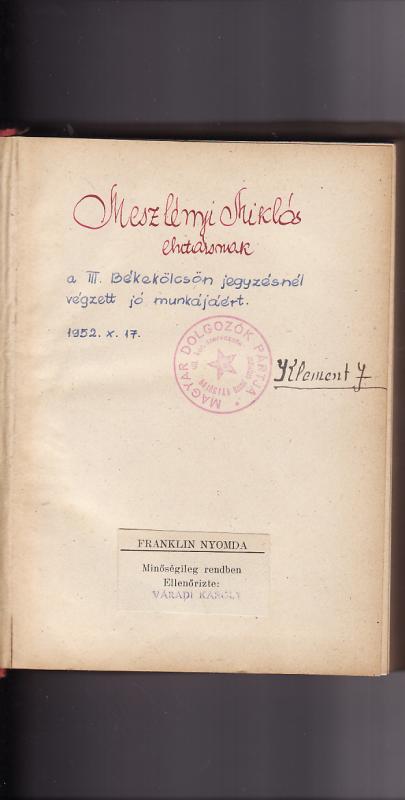 Meszlényi Miklós
elvtársnak
a III. Békekölcsön jegyzésnél
végzett jó munkájáért.
1952. X. 17.
MAGYAR DOLGOZÓK PÁRTJA
Klement J
FRANKLIN NYOMDA
Minőségileg rendben
Ellenőrizte:
VÁRADI KÁROLY